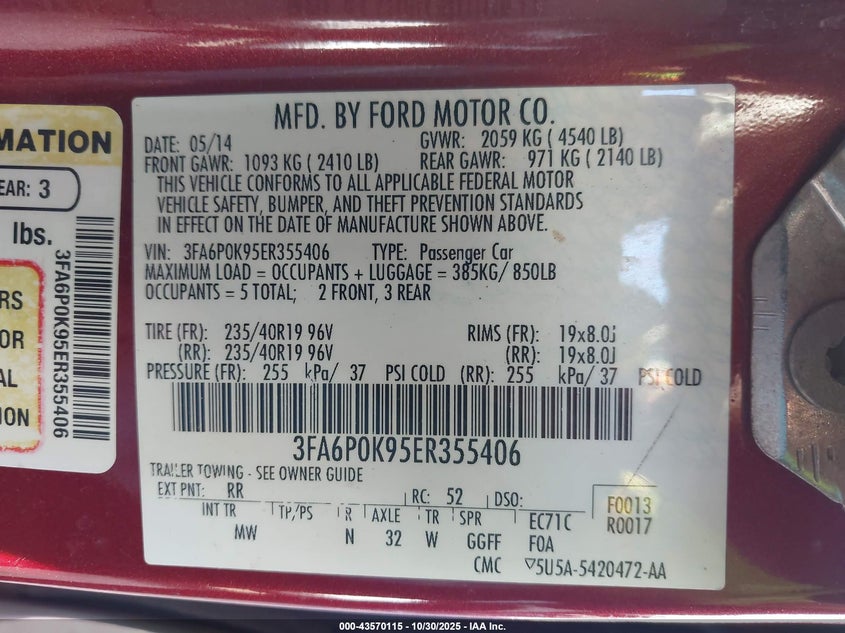 MATION
EAR: 3
lbs.
RS
OR
AL
ION
3FA6P0K95ER355406
MFD. BY FORD MOTOR CO.
DATE: 05/14 GVWR: 2059 KG ( 4540 LB)
FRONT GAWR: 1093 KG ( 2410 LB) REAR GAWR: 971 KG ( 2140 LB)
THIS VEHICLE CONFORMS TO ALL APPLICABLE FEDERAL MOTOR
VEHICLE SAFETY, BUMPER, AND THEFT PREVENTION STANDARDS
IN EFFECT ON THE DATE OF MANUFACTURE SHOWN ABOVE.
VIN: 3FA6P0K95ER355406 TYPE: Passenger Car
MAXIMUM LOAD = OCCUPANTS + LUGGAGE = 385KG/ 850LB
OCCUPANTS = 5 TOTAL; 2 FRONT, 3 REAR
TIRE (FR): 235/40R19 96V RIMS (FR): 19x8.0J
(RR): 235/40R19 96V (RR): 19x8.0J
PRESSURE (FR): 255 kPa/ 37 PSI COLD (RR): 255 kPa/ 37 PSI COLD
3FA6P0K95ER355406
TRAILER TOWING - SEE OWNER GUIDE
EXT PNT: RR RC: 52 DSO: F0013
INT TR TP/PS R AXLE TR SPR EC71C R0017
MW N 32 W GGFF F0A
CMC ▽5U5A-5420472-AA
000-43570115 - 10/30/2025 - IAA Inc.